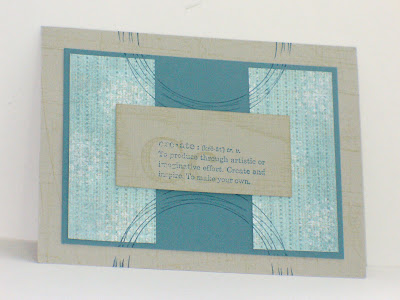 To produce through artistic or
imaginative effort. Create and
inspire. To make your own.